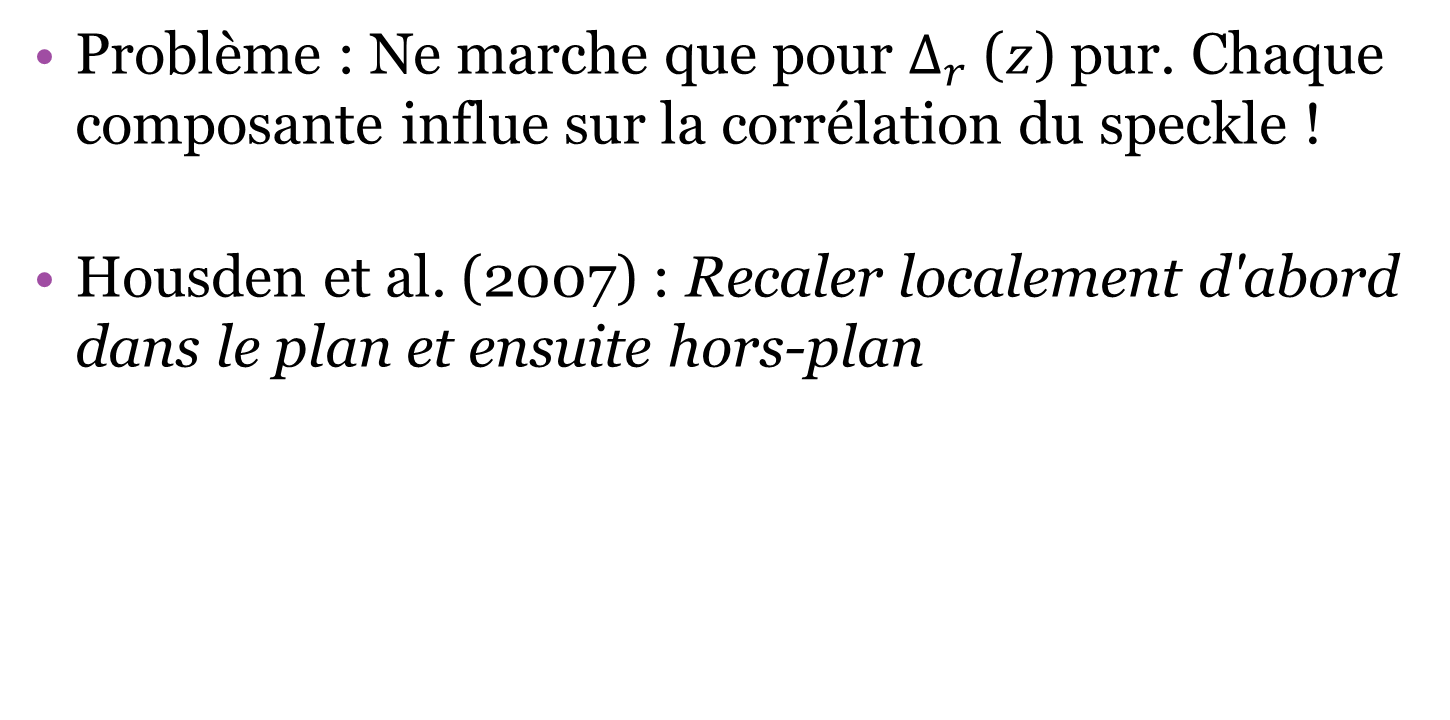 • Problème : Ne marche que pour Δᵣ (z) pur. Chaque
composante influe sur la corrélation du speckle !
• Housden et al. (2007) : Recaler localement d'abord
dans le plan et ensuite hors-plan